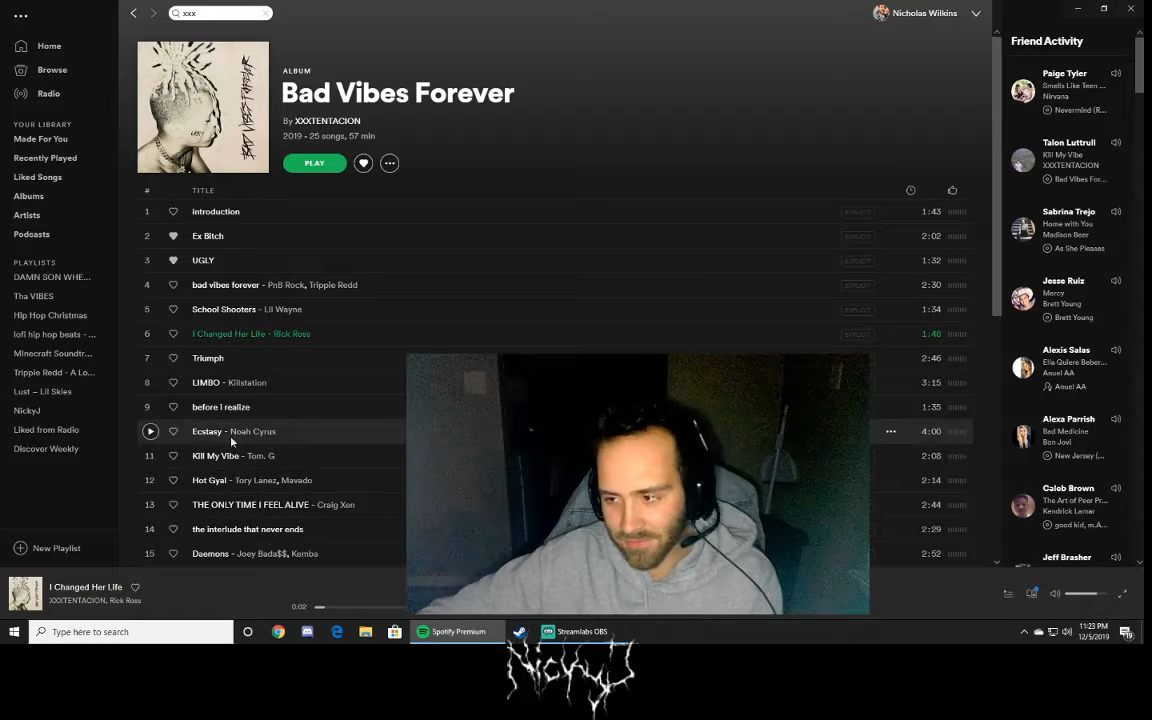 xxx
Nicholas Wilkins
Home
Browse
Radio
YOUR LIBRARY
Made For You
Recently Played
Liked Songs
Albums
Artists
Podcasts
PLAYLISTS
DAMN SON WHE...
Tha VIBES
Hip Hop Christmas
lofi hip hop beats - ...
Minecraft Soundtr...
Trippie Redd - A Lo...
Lust – Lil Skies
NickyJ
Liked from Radio
Discover Weekly
New Playlist
ALBUM
Bad Vibes Forever
By XXXTENTACION
2019 • 25 songs, 57 min
PLAY
# TITLE
1 introduction EXPLICIT 1:43
2 Ex Bitch EXPLICIT 2:02
3 UGLY EXPLICIT 1:32
4 bad vibes forever - PnB Rock, Trippie Redd EXPLICIT 2:30
5 School Shooters - Lil Wayne EXPLICIT 1:34
6 I Changed Her Life - Rick Ross EXPLICIT 1:48
7 Triumph 2:46
8 LIMBO - Killstation 3:15
9 before i realize 1:35
Ecstasy - Noah Cyrus 4:00
11 Kill My Vibe - Tom. G 2:08
12 Hot Gyal - Tory Lanez, Mavado 2:14
13 THE ONLY TIME I FEEL ALIVE - Craig Xen 2:44
14 the interlude that never ends 2:29
15 Daemons - Joey Bada$$, Kemba 2:52
Friend Activity
Paige Tyler
Smells Like Teen ...
Nirvana
Nevermind (R...
Talon Luttrull
Kill My Vibe
XXXTENTACION
Bad Vibes For...
Sabrina Trejo
Home with You
Madison Beer
As She Pleases
Jesse Ruiz
Mercy
Brett Young
Brett Young
Alexis Salas
Ella Quiere Beber...
Anuel AA
Anuel AA
Alexa Parrish
Bad Medicine
Bon Jovi
New Jersey (...
Caleb Brown
The Art of Peer Pr...
Kendrick Lamar
good kid, m.A...
Jeff Brasher
I Changed Her Life
XXXTENTACION, Rick Ross
0:02
Type here to search
Spotify Premium
Streamlabs OBS
11:23 PM
12/5/2019
19
NickyJ